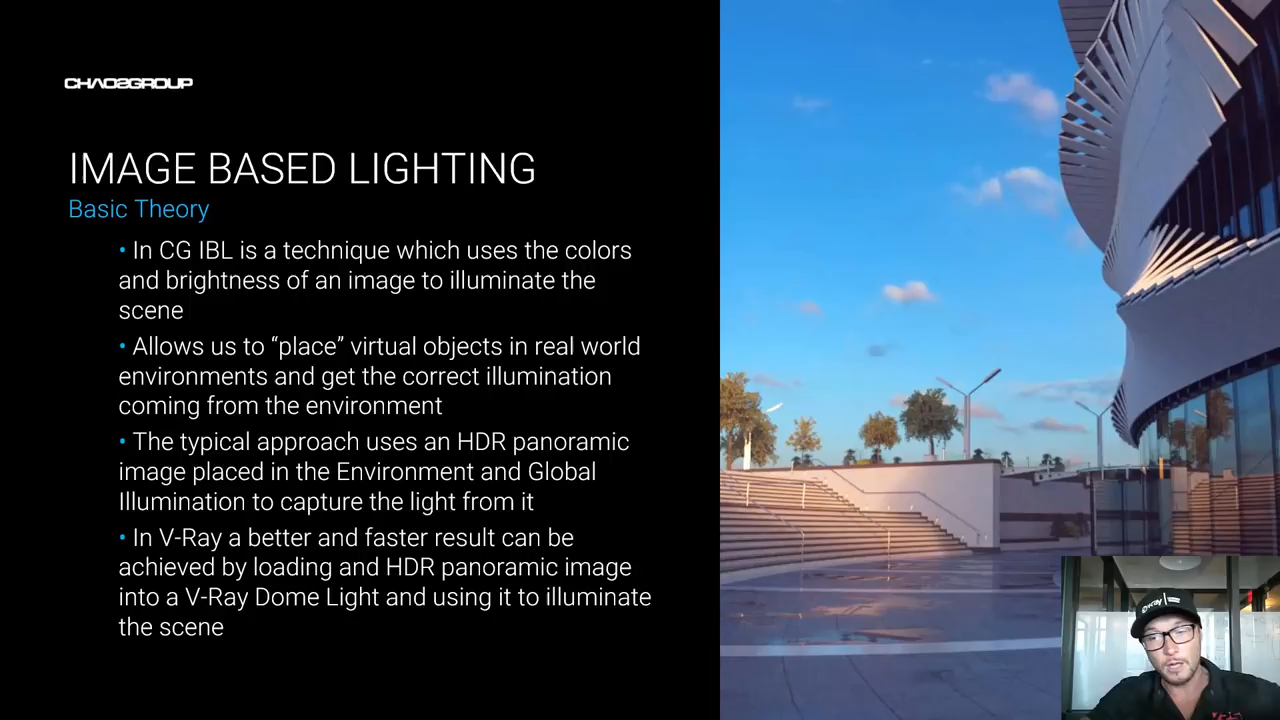 CHAOSGROUP
IMAGE BASED LIGHTING
Basic Theory
• In CG IBL is a technique which uses the colors
and brightness of an image to illuminate the
scene
• Allows us to “place” virtual objects in real world
environments and get the correct illumination
coming from the environment
• The typical approach uses an HDR panoramic
image placed in the Environment and Global
Illumination to capture the light from it
• In V-Ray a better and faster result can be
achieved by loading and HDR panoramic image
into a V-Ray Dome Light and using it to illuminate
the scene